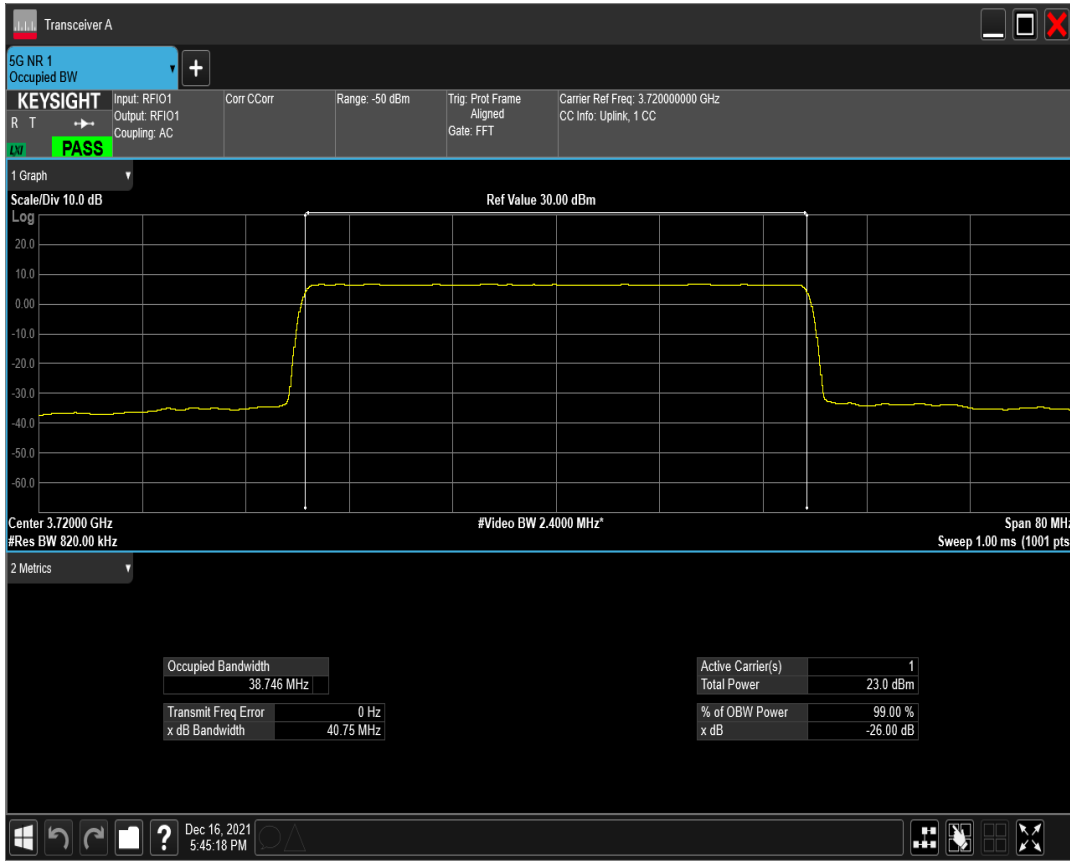 Transceiver A
5G NR 1
Occupied BW
+
KEYSIGHT
R T
LXI
PASS
Input: RFIO1
Output: RFIO1
Coupling: AC
Corr CCorr
Range: -50 dBm
Trig: Prot Frame
Aligned
Gate: FFT
Carrier Ref Freq: 3.720000000 GHz
CC Info: Uplink, 1 CC
1 Graph
Scale/Div 10.0 dB
Ref Value 30.00 dBm
Log
20.0
10.0
0.00
-10.0
-20.0
-30.0
-40.0
-50.0
-60.0
Center 3.72000 GHz
#Video BW 2.4000 MHz*
Span 80 MHz
#Res BW 820.00 kHz
Sweep 1.00 ms (1001 pts
2 Metrics
Occupied Bandwidth
38.746 MHz
Transmit Freq Error 0 Hz
x dB Bandwidth 40.75 MHz
Active Carrier(s) 1
Total Power 23.0 dBm
% of OBW Power 99.00 %
x dB -26.00 dB
?
Dec 16, 2021
5:45:18 PM